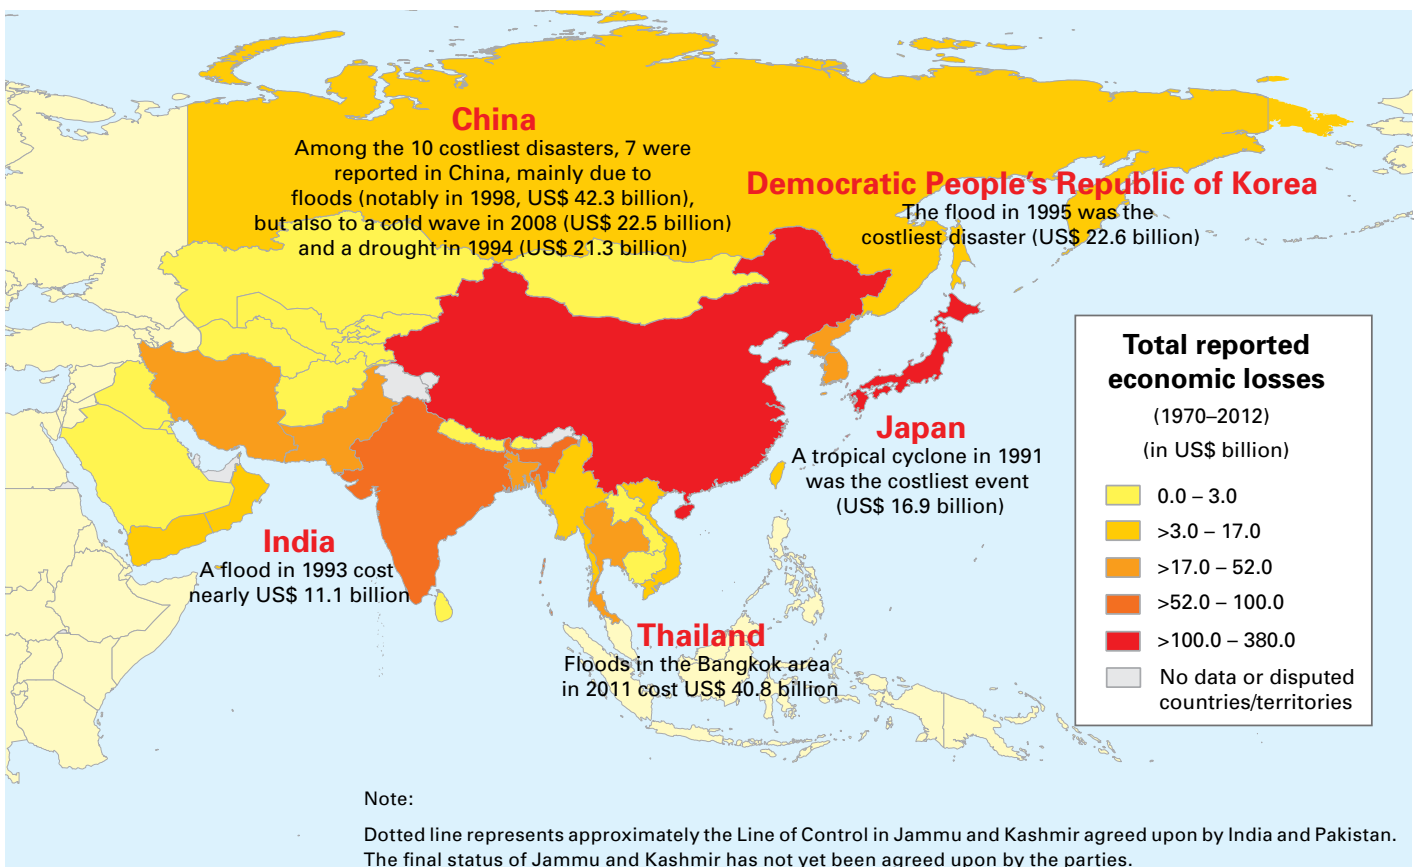 China
Among the 10 costliest disasters, 7 were
reported in China, mainly due to
floods (notably in 1998, US$ 42.3 billion),
but also to a cold wave in 2008 (US$ 22.5 billion)
and a drought in 1994 (US$ 21.3 billion)
Democratic People's Republic of Korea
The flood in 1995 was the
costliest disaster (US$ 22.6 billion)
Japan
A tropical cyclone in 1991
was the costliest event
(US$ 16.9 billion)
India
A flood in 1993 cost
nearly US$ 11.1 billion
Thailand
Floods in the Bangkok area
in 2011 cost US$ 40.8 billion
Total reported
economic losses
(1970–2012)
(in US$ billion)
0.0 – 3.0
>3.0 – 17.0
>17.0 – 52.0
>52.0 – 100.0
>100.0 – 380.0
No data or disputed
countries/territories
Note:
Dotted line represents approximately the Line of Control in Jammu and Kashmir agreed upon by India and Pakistan.
The final status of Jammu and Kashmir has not yet been agreed upon by the parties.